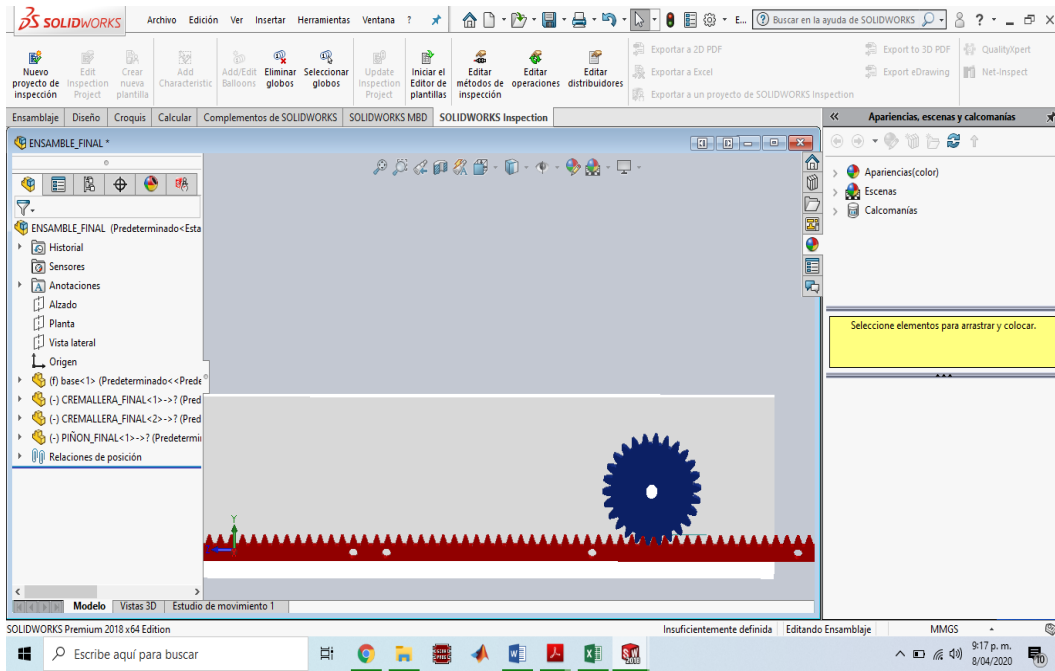 SOLIDWORKS Archivo Edición Ver Insertar Herramientas Ventana ? E... Buscar en la ayuda de SOLIDWORKS ?
Nuevo proyecto de inspección
Edit Inspection Project
Crear nueva plantilla
Add Characteristic
Add/Edit Balloons
Eliminar globos
Seleccionar globos
Update Inspection Project
Iniciar el Editor de plantillas
Editar métodos de inspección
Editar operaciones
Editar distribuidores
Exportar a 2D PDF
Exportar a Excel
Exportar a un proyecto de SOLIDWORKS Inspection
Export to 3D PDF
Export eDrawing
QualityXpert
Net-Inspect
Ensamblaje Diseño Croquis Calcular Complementos de SOLIDWORKS SOLIDWORKS MBD SOLIDWORKS Inspection
Apariencias, escenas y calcomanías
ENSAMBLE_FINAL *
ENSAMBLE_FINAL (Predeterminado<Esta
Historial
Sensores
Anotaciones
Alzado
Planta
Vista lateral
Origen
(f) base<1> (Predeterminado<<Prede
(-) CREMALLERA_FINAL<1>->? (Pred
(-) CREMALLERA_FINAL<2>->? (Pred
(-) PIÑON_FINAL<1>->? (Predetermi
Relaciones de posición
Y
Apariencias(color)
Escenas
Calcomanías
Seleccione elementos para arrastrar y colocar.
Modelo Vistas 3D Estudio de movimiento 1
SOLIDWORKS Premium 2018 x64 Edition Insuficientemente definida Editando Ensamblaje MMGS
Escribe aquí para buscar
9:17 p. m.
8/04/2020
10